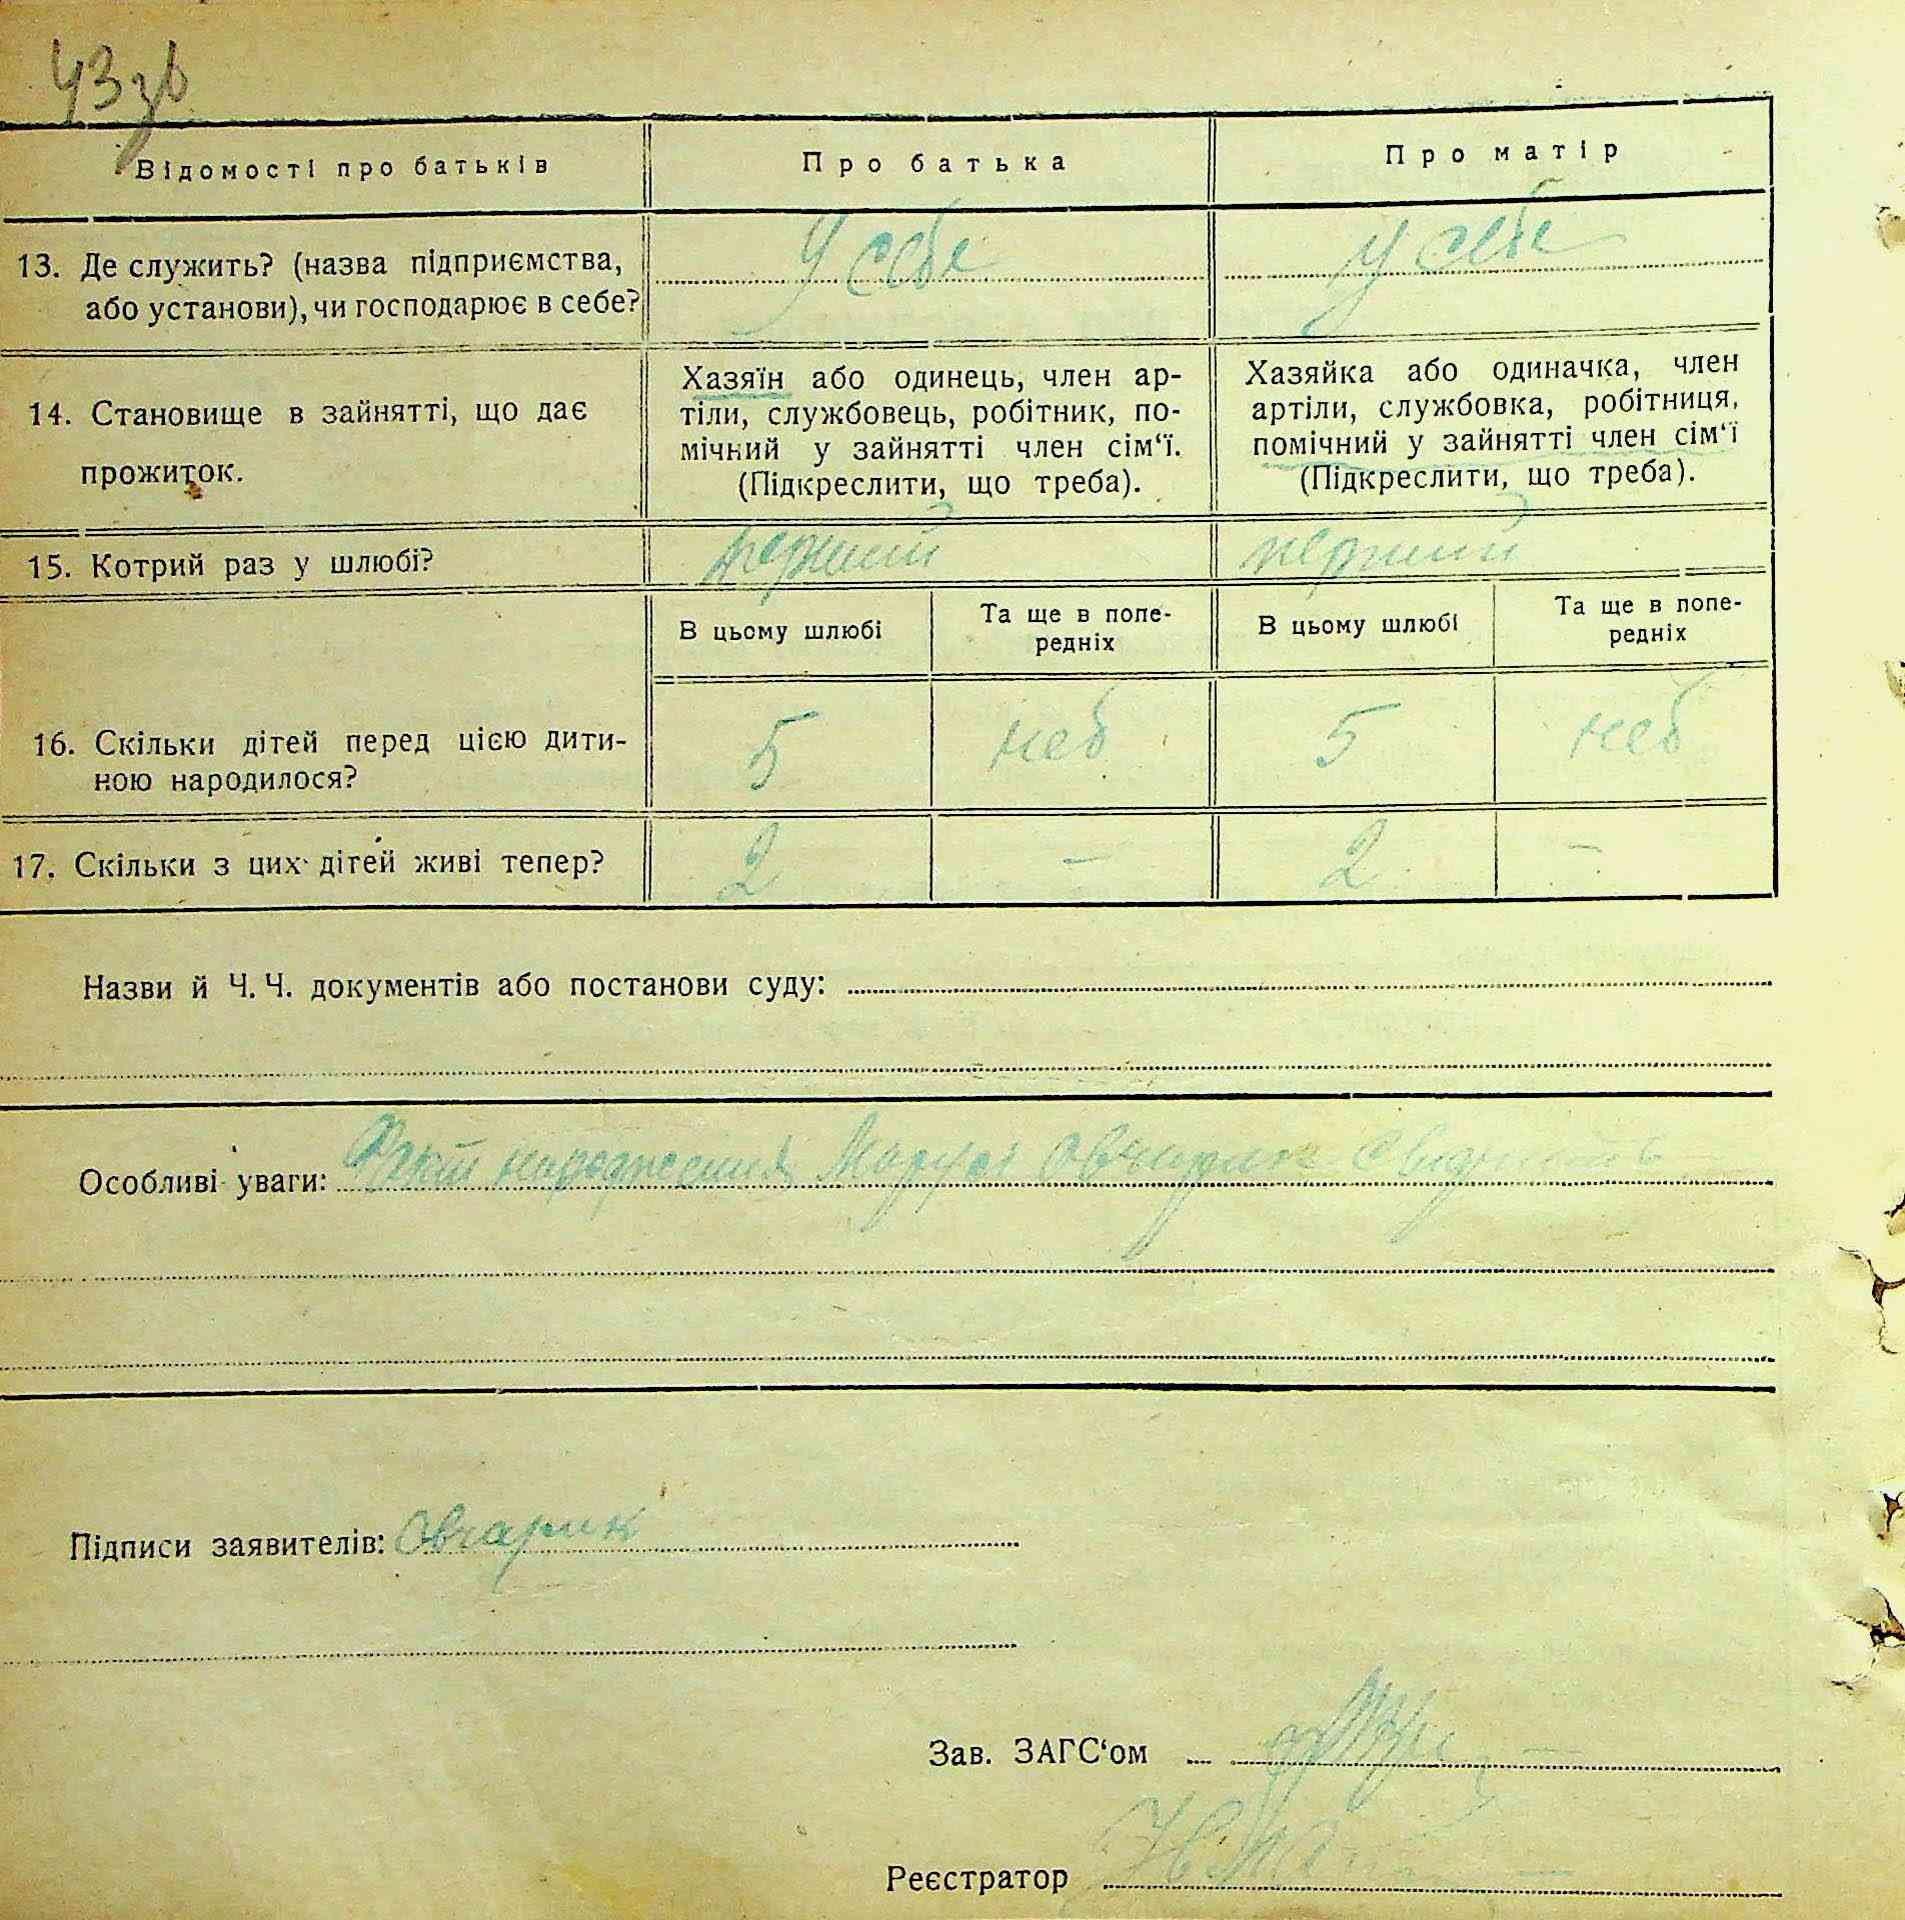 43зв
Відомості про батьків
Про батька
Про матір
13. Де служить? (назва підприємства,
або установи), чи господарює в себе?
У себе
у себе
14. Становище в зайнятті, що дає
прожиток.
Хазяїн або одинець, член ар-
тіли, службовець, робітник, по-
мічний у зайнятті член сім‘ї.
(Підкреслити, що треба).
Хазяйка або одиначка, член
артіли, службовка, робітниця,
помічний у зайнятті член сім‘ї
(Підкреслити, що треба).
15. Котрий раз у шлюбі?
перший
перший
В цьому шлюбі
Та ще в попе-
редніх
В цьому шлюбі
Та ще в попе-
редніх
16. Скільки дітей перед цією дити-
ною народилося?
5
5
17. Скільки з цих дітей живі тепер?
2
–
2
–
Назви й Ч. Ч. документів або постанови суду:
Особливі уваги: народження Овчарик
Підписи заявителів: Овчарик
Зав. ЗАГС‘ом
Реєстратор